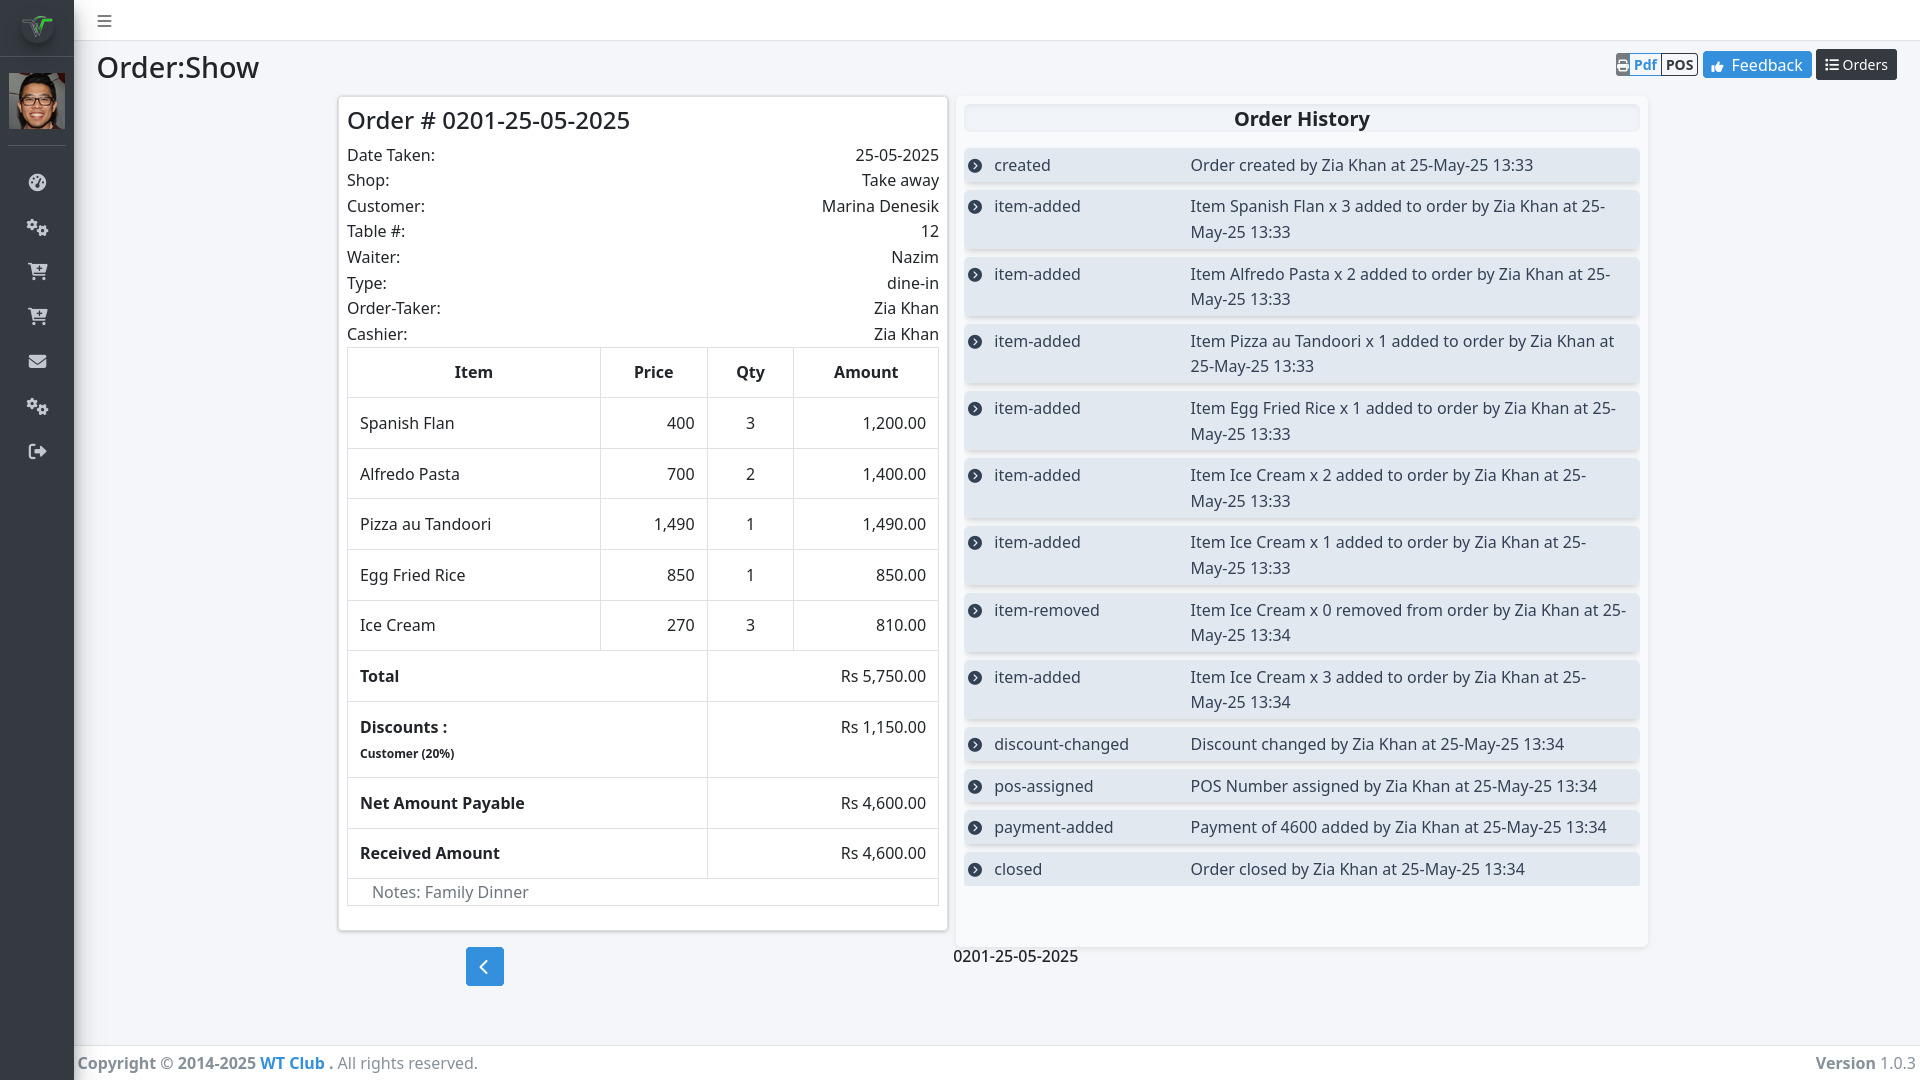 Order:Show
Pdf POS Feedback Orders
Order # 0201-25-05-2025
Date Taken: 25-05-2025
Shop: Take away
Customer: Marina Denesik
Table #: 12
Waiter: Nazim
Type: dine-in
Order-Taker: Zia Khan
Cashier: Zia Khan
Item Price Qty Amount
Spanish Flan 400 3 1,200.00
Alfredo Pasta 700 2 1,400.00
Pizza au Tandoori 1,490 1 1,490.00
Egg Fried Rice 850 1 850.00
Ice Cream 270 3 810.00
Total Rs 5,750.00
Discounts : Rs 1,150.00
Customer (20%)
Net Amount Payable Rs 4,600.00
Received Amount Rs 4,600.00
Notes: Family Dinner
Order History
created Order created by Zia Khan at 25-May-25 13:33
item-added Item Spanish Flan x 3 added to order by Zia Khan at 25-
May-25 13:33
item-added Item Alfredo Pasta x 2 added to order by Zia Khan at 25-
May-25 13:33
item-added Item Pizza au Tandoori x 1 added to order by Zia Khan at
25-May-25 13:33
item-added Item Egg Fried Rice x 1 added to order by Zia Khan at 25-
May-25 13:33
item-added Item Ice Cream x 2 added to order by Zia Khan at 25-
May-25 13:33
item-added Item Ice Cream x 1 added to order by Zia Khan at 25-
May-25 13:33
item-removed Item Ice Cream x 0 removed from order by Zia Khan at 25-
May-25 13:34
item-added Item Ice Cream x 3 added to order by Zia Khan at 25-
May-25 13:34
discount-changed Discount changed by Zia Khan at 25-May-25 13:34
pos-assigned POS Number assigned by Zia Khan at 25-May-25 13:34
payment-added Payment of 4600 added by Zia Khan at 25-May-25 13:34
closed Order closed by Zia Khan at 25-May-25 13:34
0201-25-05-2025
Copyright © 2014-2025 WT Club . All rights reserved.
Version 1.0.3